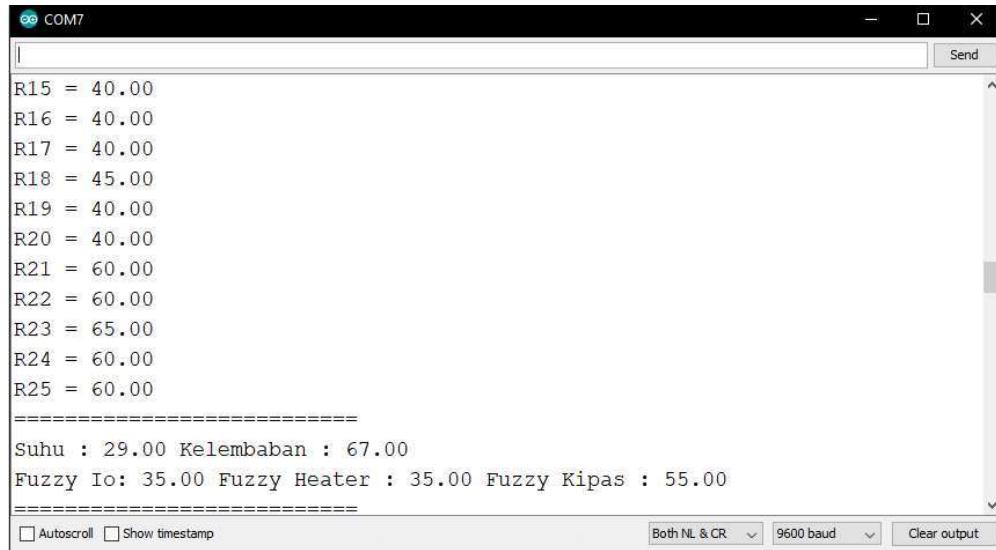 COM7
Send
R15 = 40.00
R16 = 40.00
R17 = 40.00
R18 = 45.00
R19 = 40.00
R20 = 40.00
R21 = 60.00
R22 = 60.00
R23 = 65.00
R24 = 60.00
R25 = 60.00
===========================
Suhu : 29.00 Kelembaban : 67.00
Fuzzy Io: 35.00 Fuzzy Heater : 35.00 Fuzzy Kipas : 55.00
===========================
Autoscroll Show timestamp Both NL & CR 9600 baud Clear output